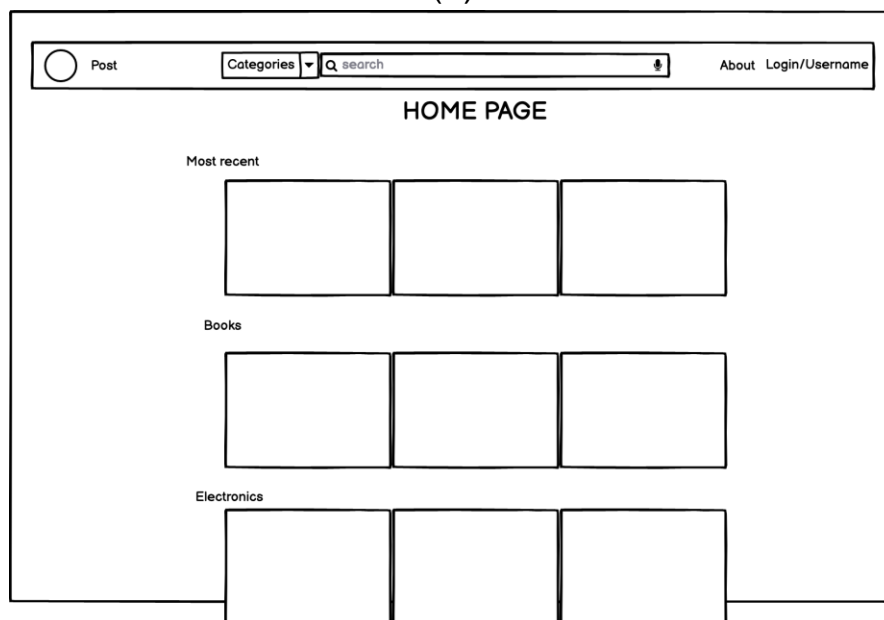 Post Categories search About Login/Username
HOME PAGE
Most recent
Books
Electronics